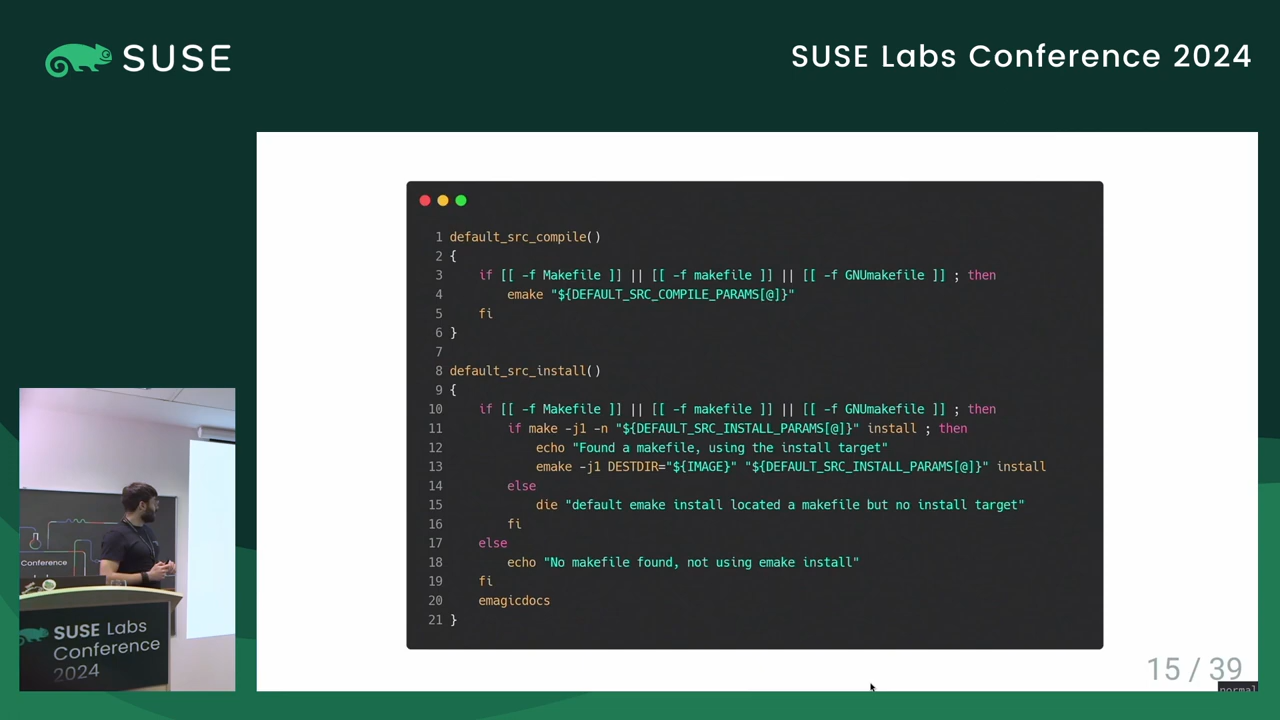 SUSE
SUSE Labs Conference 2024
1 default_src_compile()
2 {
3     if [[ -f Makefile ]] || [[ -f makefile ]] || [[ -f GNUmakefile ]] ; then
4         emake "${DEFAULT_SRC_COMPILE_PARAMS[@]}"
5     fi
6 }
7
8 default_src_install()
9 {
10     if [[ -f Makefile ]] || [[ -f makefile ]] || [[ -f GNUmakefile ]] ; then
11         if make -j1 -n "${DEFAULT_SRC_INSTALL_PARAMS[@]}" install ; then
12             echo "Found a makefile, using the install target"
13             emake -j1 DESTDIR="${IMAGE}" "${DEFAULT_SRC_INSTALL_PARAMS[@]}" install
14         else
15             die "default emake install located a makefile but no install target"
16         fi
17     else
18         echo "No makefile found, not using emake install"
19     fi
20     emagicdocs
21 }
15 / 39
normal
Conference
SUSE Labs
Conference
2024